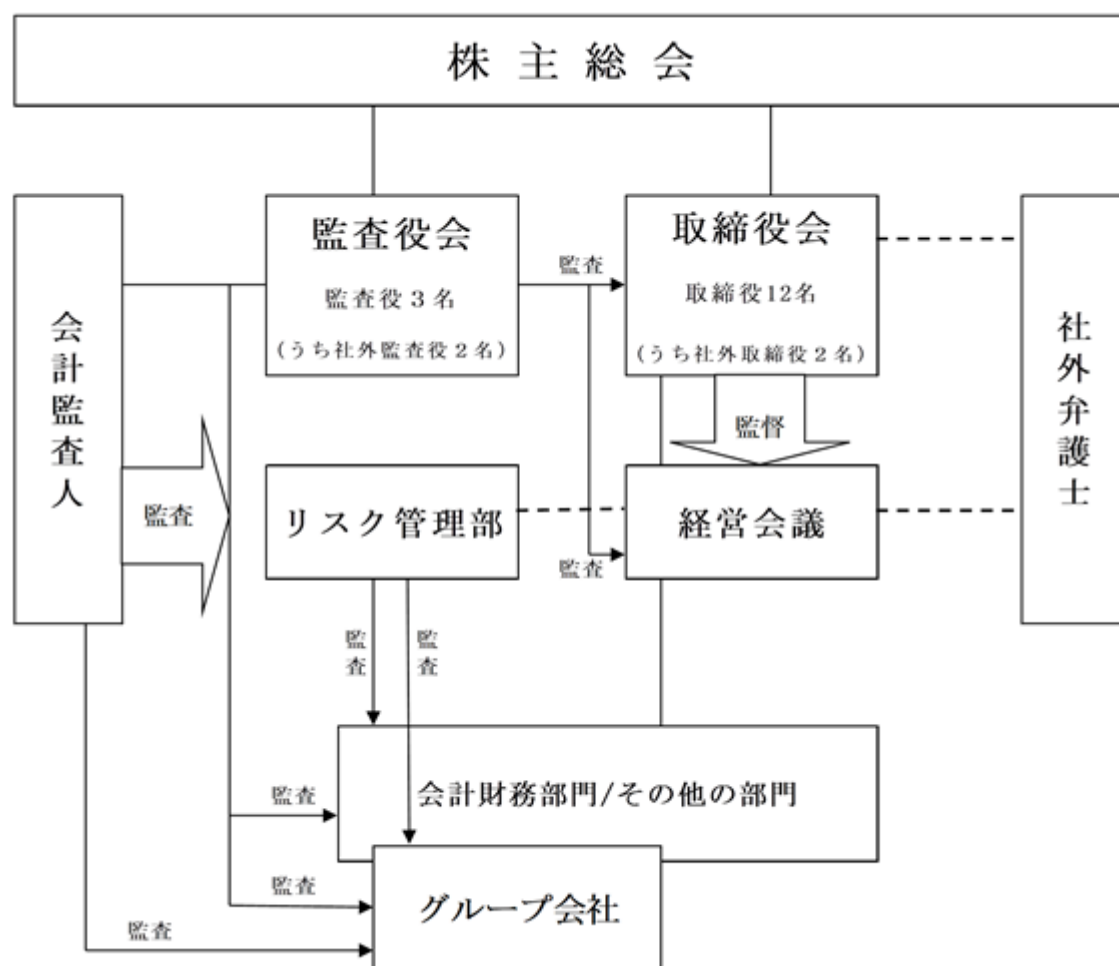 株主総会
会計監査人
監査役会
監査役３名
(うち社外監査役２名)
監査
取締役会
取締役12名
(うち社外取締役２名)
社外弁護士
監督
監査
リスク管理部
経営会議
監査
監査
監査
会計財務部門/その他の部門
監査
グループ会社
監査
監査